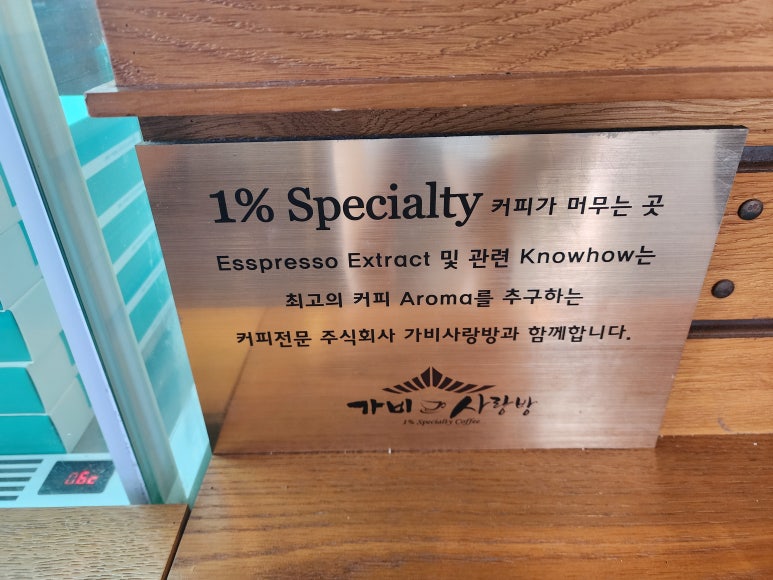 1% Specialty 커피가 머무는 곳
Esspresso Extract 및 관련 Knowhow는
최고의 커피 Aroma를 추구하는
커피전문 주식회사 가비사랑방과 함께합니다.
가비 사랑방
1% Specialty Coffee